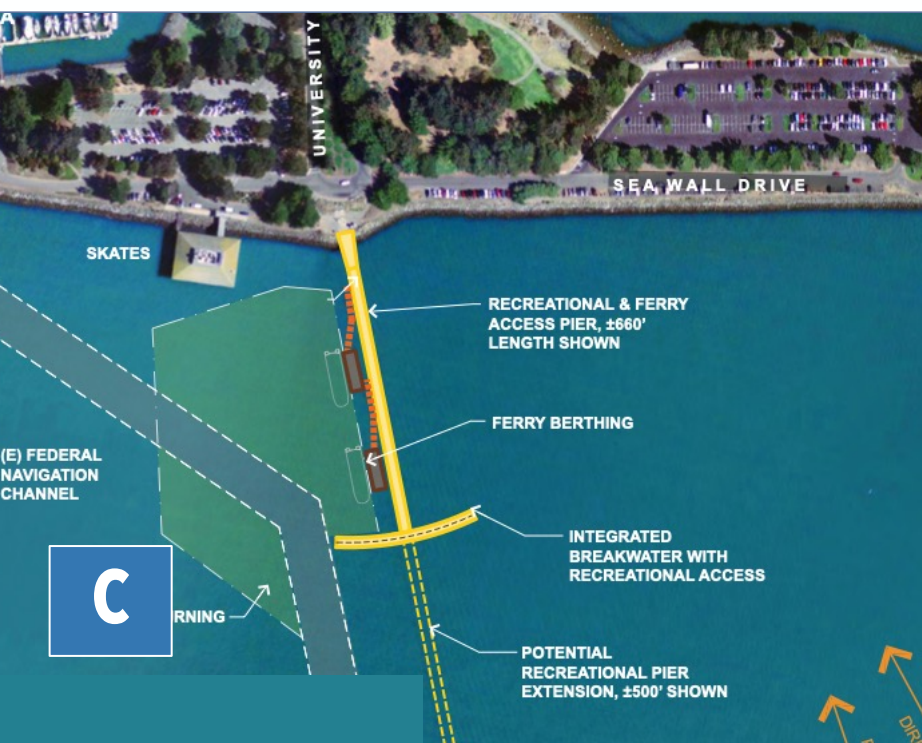 A
UNIVERSITY
SEA WALL DRIVE
SKATES
RECREATIONAL & FERRY
ACCESS PIER, ±660'
LENGTH SHOWN
FERRY BERTHING
(E) FEDERAL
NAVIGATION
CHANNEL
INTEGRATED
BREAKWATER WITH
RECREATIONAL ACCESS
C
RNING
POTENTIAL
RECREATIONAL PIER
EXTENSION, ±500' SHOWN
DIR